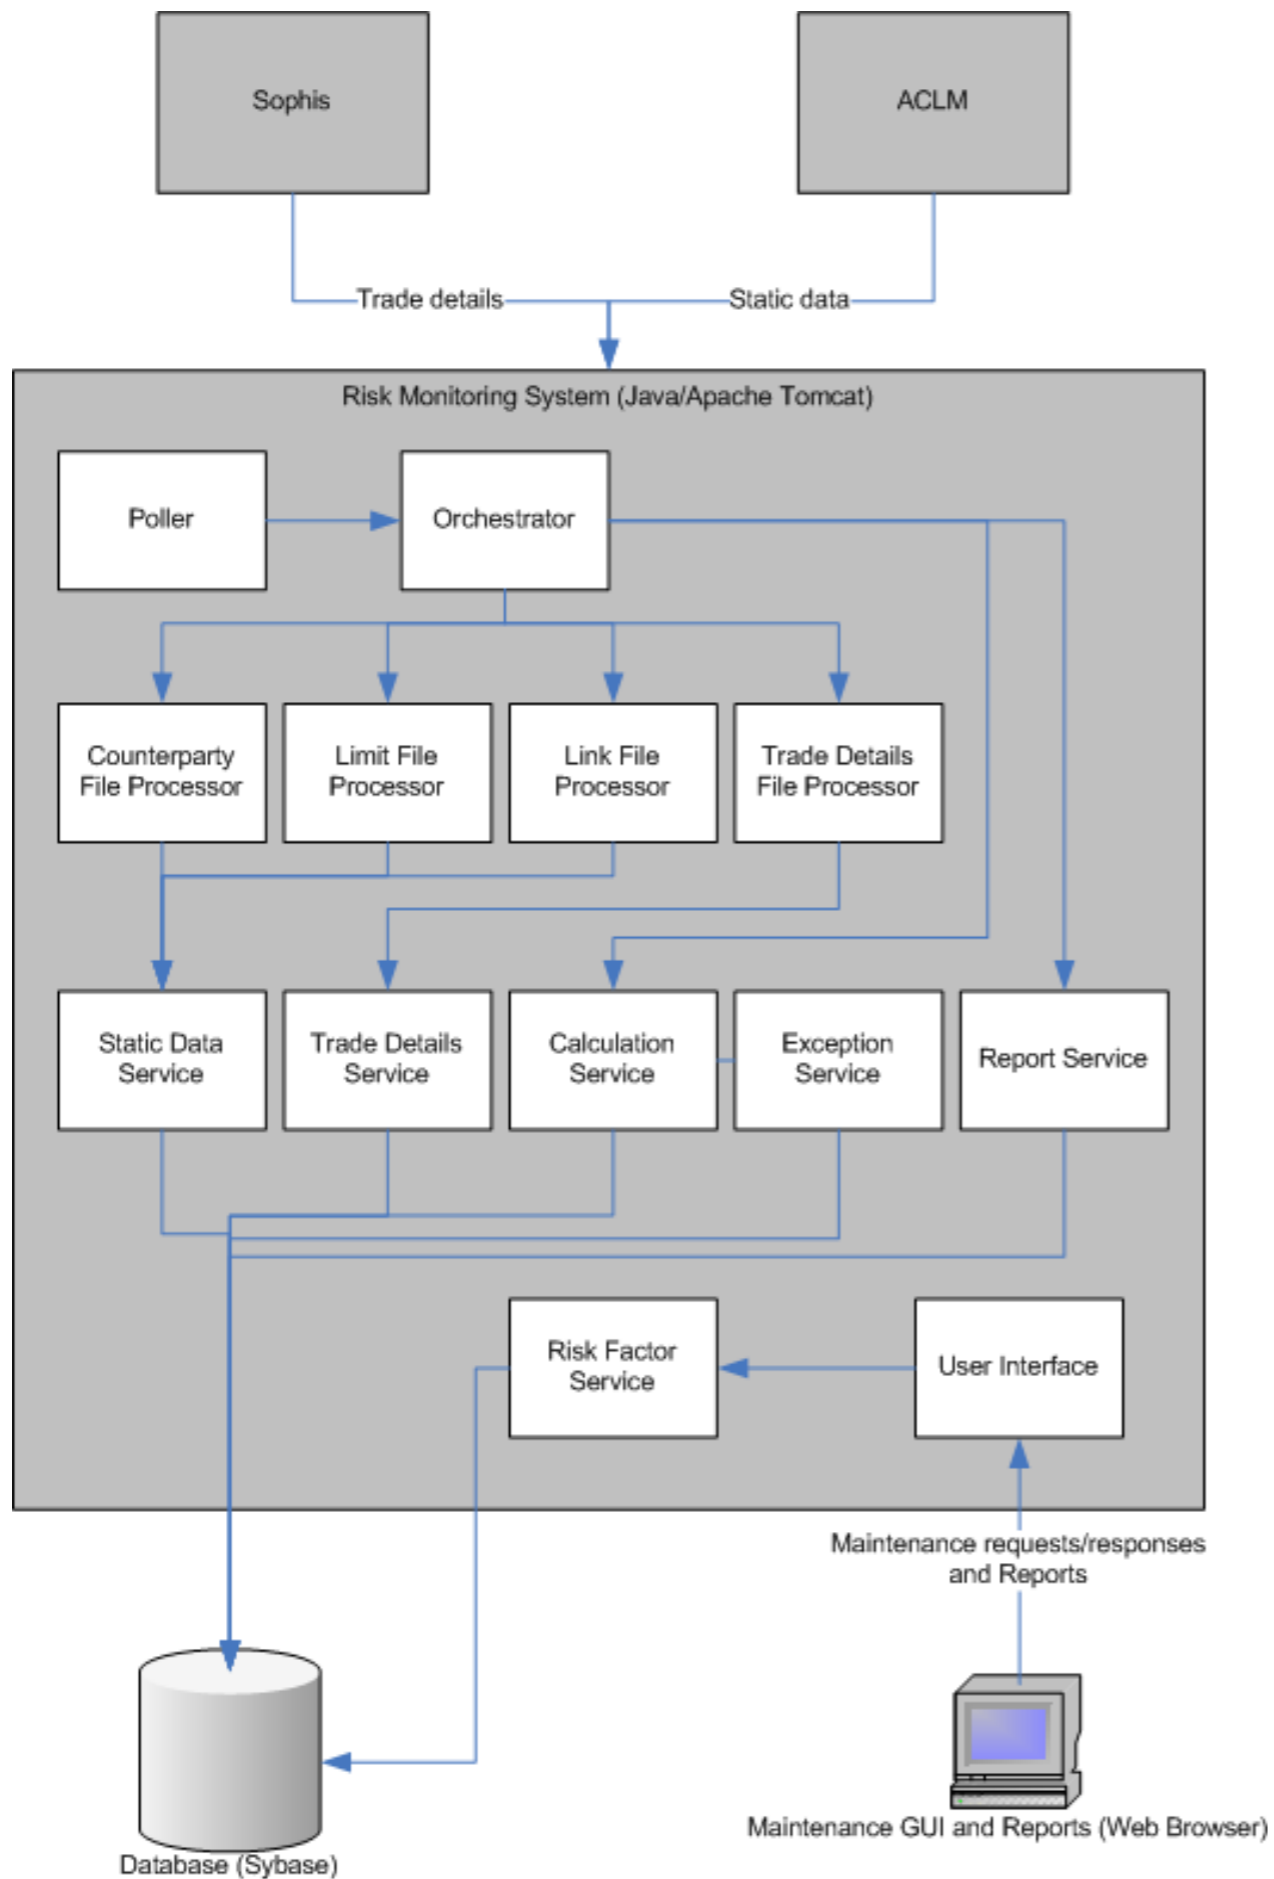 Sophis
ACLM
Trade details
Static data
Risk Monitoring System (Java/Apache Tomcat)
Poller
Orchestrator
Counterparty
File Processor
Limit File
Processor
Link File
Processor
Trade Details
File Processor
Static Data
Service
Trade Details
Service
Calculation
Service
Exception
Service
Report Service
Risk Factor
Service
User Interface
Maintenance requests/responses
and Reports
Maintenance GUI and Reports (Web Browser)
Database (Sybase)